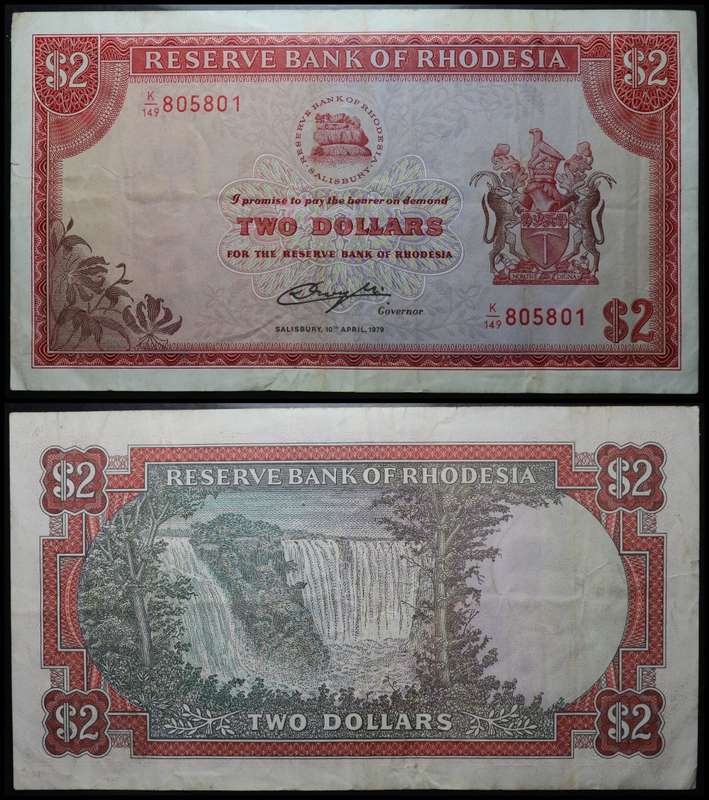 $2
RESERVE BANK OF RHODESIA
$2
K/149 805801
RESERVE BANK OF RHODESIA
SALISBURY
I promise to pay the bearer on demand
TWO DOLLARS
FOR THE RESERVE BANK OF RHODESIA
Governor
SALISBURY, 10TH APRIL, 1979
K/149 805801
$2
$2
RESERVE BANK OF RHODESIA
$2
$2
TWO DOLLARS
$2